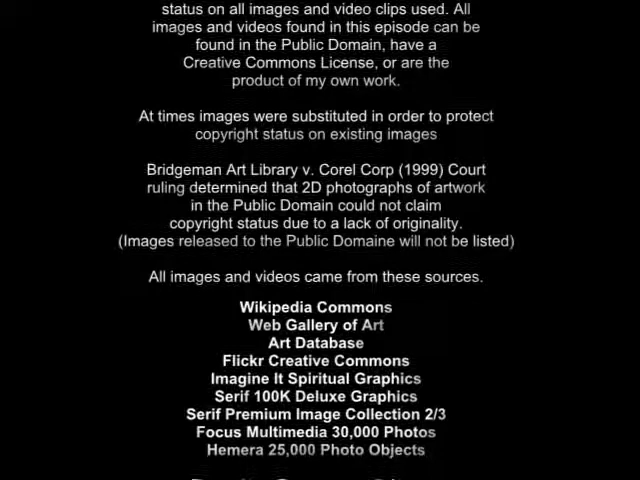 status on all images and video clips used. All
images and videos found in this episode can be
found in the Public Domain, have a
Creative Commons License, or are the
product of my own work.
At times images were substituted in order to protect
copyright status on existing images
Bridgeman Art Library v. Corel Corp (1999) Court
ruling determined that 2D photographs of artwork
in the Public Domain could not claim
copyright status due to a lack of originality.
(Images released to the Public Domaine will not be listed)
All images and videos came from these sources.
Wikipedia Commons
Web Gallery of Art
Art Database
Flickr Creative Commons
Imagine It Spiritual Graphics
Serif 100K Deluxe Graphics
Serif Premium Image Collection 2/3
Focus Multimedia 30,000 Photos
Hemera 25,000 Photo Objects